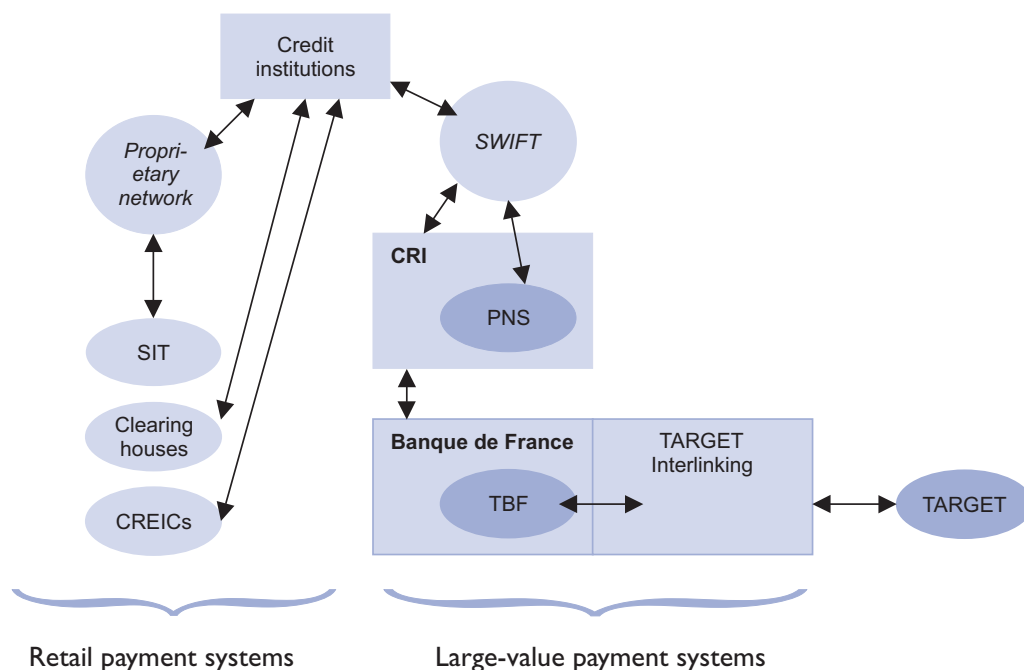 Credit
institutions
Propri-
etary
network
SWIFT
CRI
PNS
SIT
Clearing
houses
CREICs
Banque de France
TARGET
Interlinking
TBF
TARGET
Retail payment systems
Large-value payment systems